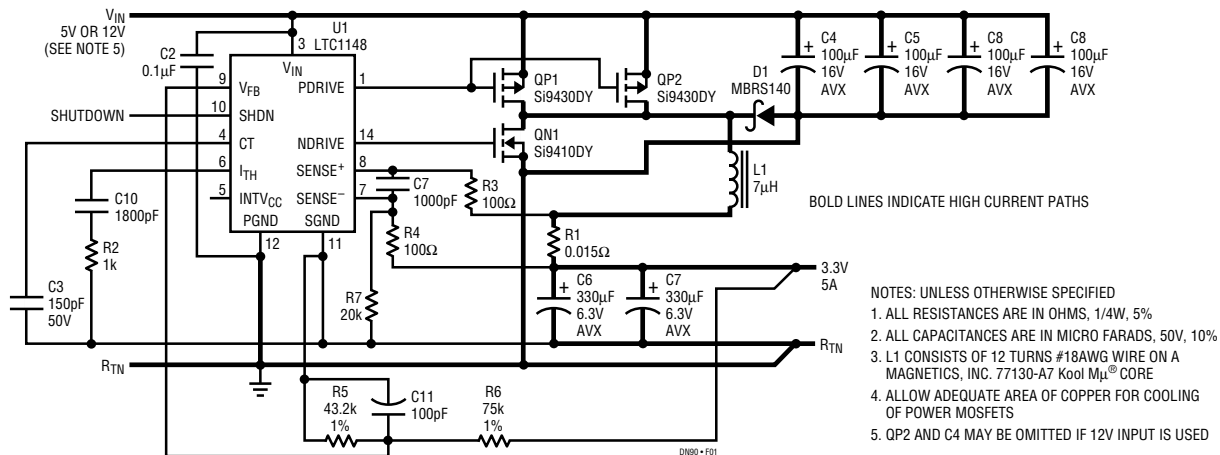 VIN
5V OR 12V
(SEE NOTE 5)
C2
0.1µF
U1
LTC1148
3
VIN
9
VFB
PDRIVE
1
10
SHDN
SHUTDOWN
4
CT
NDRIVE
14
6
ITH
SENSE+
8
5
INTVCC
SENSE–
7
PGND
SGND
12
11
C10
1800pF
R2
1k
C3
150pF
50V
C7
1000pF
R3
100Ω
R4
100Ω
R7
20k
QP1
Si9430DY
QP2
Si9430DY
QN1
Si9410DY
D1
MBRS140
L1
7µH
R1
0.015Ω
+
C4
100µF
16V
AVX
+
C5
100µF
16V
AVX
+
C8
100µF
16V
AVX
+
C8
100µF
16V
AVX
BOLD LINES INDICATE HIGH CURRENT PATHS
+
C6
330µF
6.3V
AVX
+
C7
330µF
6.3V
AVX
3.3V
5A
RTN
RTN
R5
43.2k
1%
C11
100pF
R6
75k
1%
DN90 • F01
NOTES: UNLESS OTHERWISE SPECIFIED
1. ALL RESISTANCES ARE IN OHMS, 1/4W, 5%
2. ALL CAPACITANCES ARE IN MICRO FARADS, 50V, 10%
3. L1 CONSISTS OF 12 TURNS #18AWG WIRE ON A
MAGNETICS, INC. 77130-A7 Kool Mµ® CORE
4. ALLOW ADEQUATE AREA OF COPPER FOR COOLING
OF POWER MOSFETS
5. QP2 AND C4 MAY BE OMITTED IF 12V INPUT IS USED